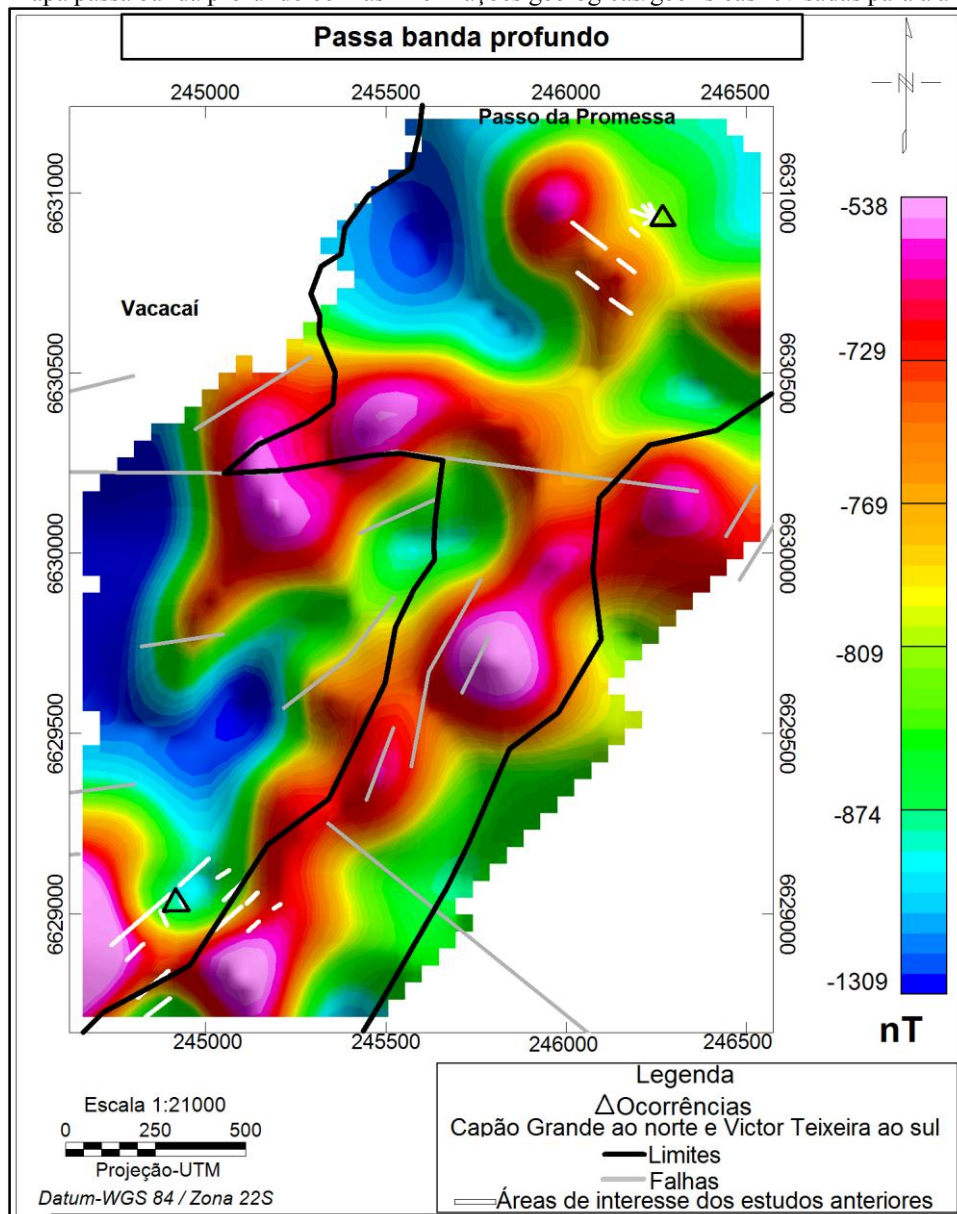 Passa banda profundo
N
245000 245500 246000 246500
Passo da Promessa
6631000
6631000
-538
Vacacaí
-729
6630500
6630500
-769
6630000
6630000
-809
6629500
6629500
-874
6629000
6629000
-1309
nT
245000 245500 246000 246500
Legenda
Escala 1:21000
Ocorrências
0 250 500
Capão Grande ao norte e Victor Teixeira ao sul
Limites
Projeção-UTM
Falhas
Datum-WGS 84 / Zona 22S
Áreas de interesse dos estudos anteriores